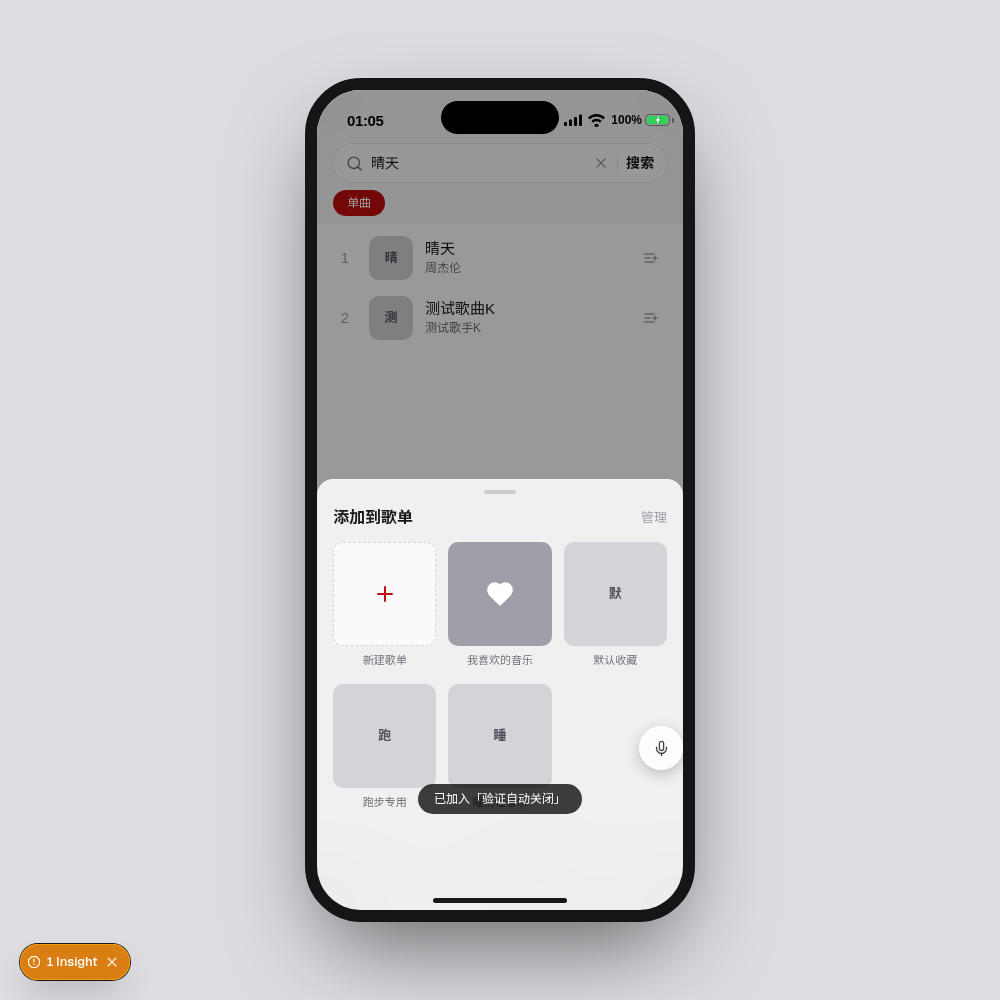 01:05
100%
晴天
搜索
单曲
1
晴
晴天
周杰伦
2
测
测试歌曲K
测试歌手K
添加到歌单
管理
默
新建歌单
我喜欢的音乐
默认收藏
跑
睡
跑步专用
已加入「验证自动关闭」
1 Insight